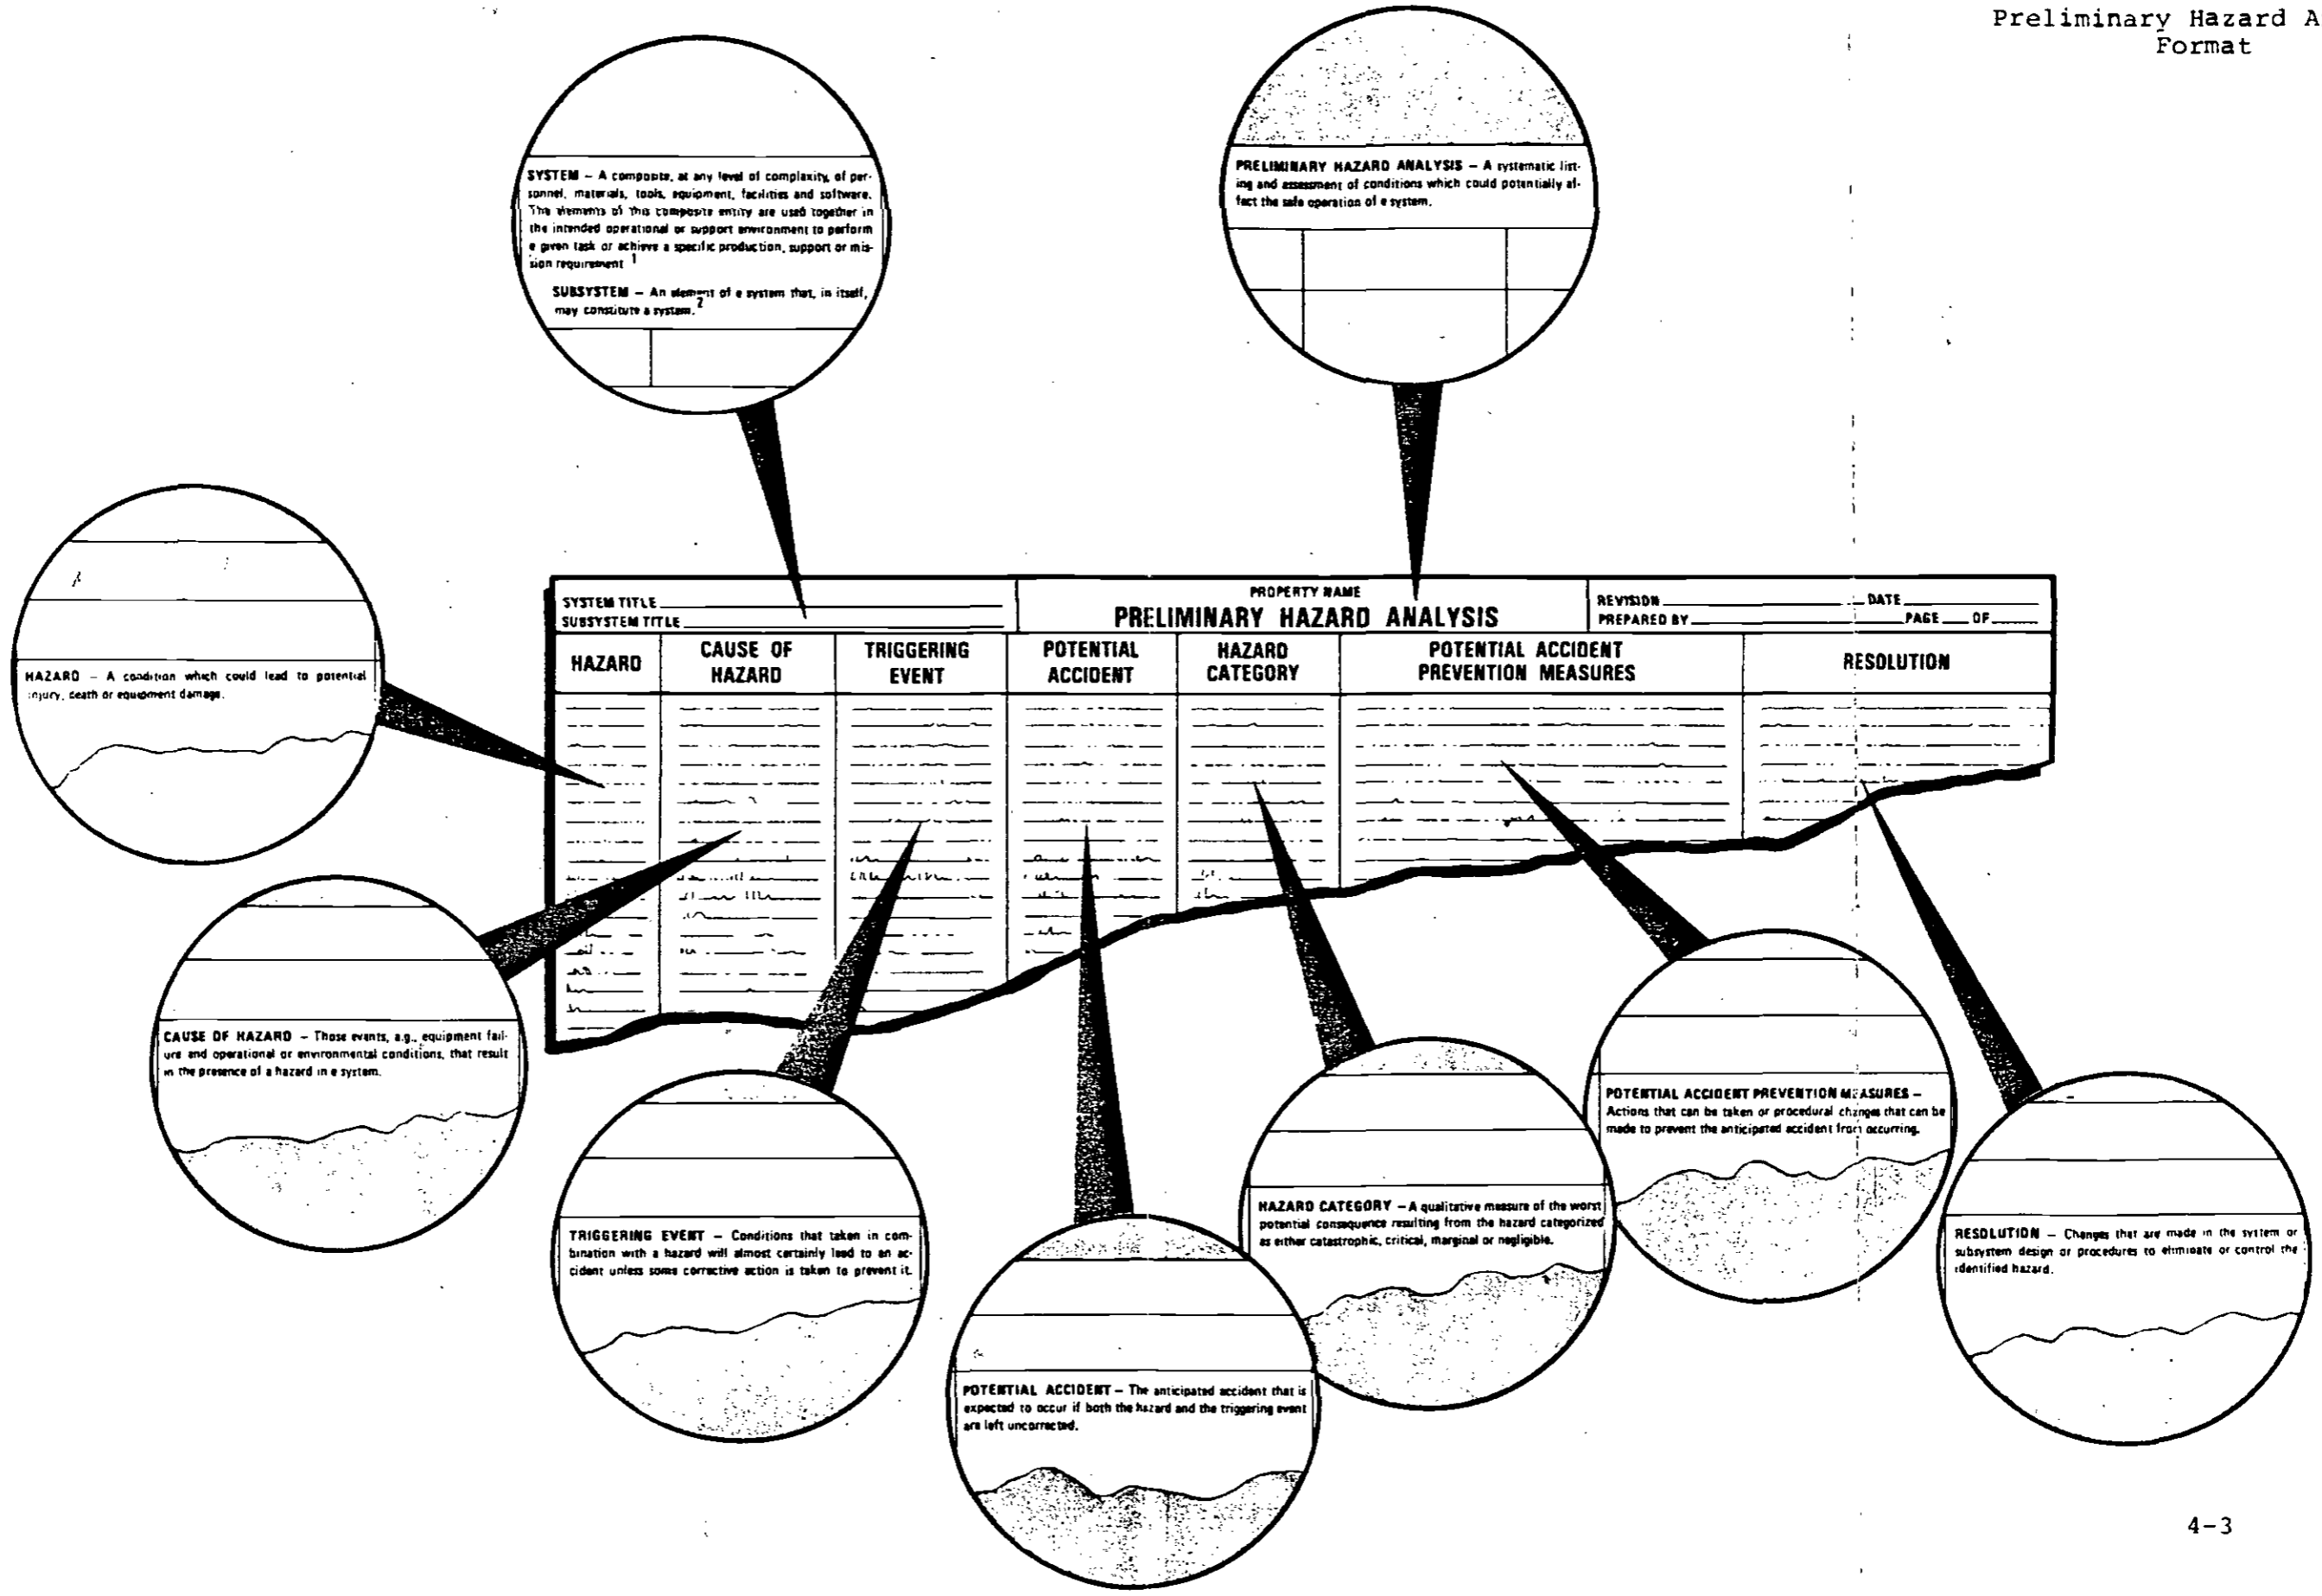 Preliminary Hazard A
Format
SYSTEM – A composite, at any level of complaxity, of per-
sonnel, materials, tools, equipment, facilities and software.
The elements of this composite entity are used together in
the intended operational or support environment to perform
e given task or achieve a specific production, support or mis-
sion requirement 1
SUBSYSTEM – An element of e system that, in itself,
may constitute a system. 2
PRELIMINARY HAZARD ANALYSIS – A systematic list-
ing and assessment of conditions which could potentially af-
fect the safe operation of e system.
HAZARD – A condition which could lead to potential
injury, death or equipment damage.
SYSTEM TITLE
SUBSYSTEM TITLE
PROPERTY NAME
PRELIMINARY HAZARD ANALYSIS
REVISION DATE
PREPARED BY PAGE OF
HAZARD
CAUSE OF
HAZARD
TRIGGERING
EVENT
POTENTIAL
ACCIDENT
HAZARD
CATEGORY
POTENTIAL ACCIDENT
PREVENTION MEASURES
RESOLUTION
CAUSE OF HAZARD – Those events, e.g., equipment fail-
ure and operational or environmental conditions, that result
in the presence of a hazard in e system.
TRIGGERING EVENT – Conditions that taken in com-
bination with a hazard will almost certainly lead to an ac-
cident unless some corrective action is taken to prevent it.
POTENTIAL ACCIDENT – The anticipated accident that is
expected to occur if both the hazard and the triggering event
are left uncorrected.
HAZARD CATEGORY – A qualitative measure of the worst
potential consequence resulting from the hazard categorized
as either catastrophic, critical, marginal or negligible.
POTENTIAL ACCIDENT PREVENTION MEASURES –
Actions that can be taken or procedural changes that can be
made to prevent the anticipated accident from occurring.
RESOLUTION – Changes that are made in the system or
subsystem design or procedures to eliminate or control the
identified hazard.
4-3